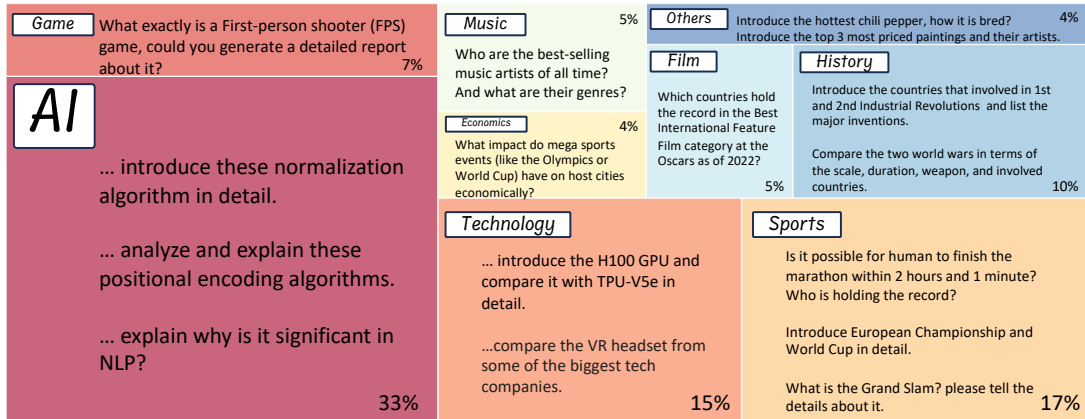 Game
What exactly is a First-person shooter (FPS)
game, could you generate a detailed report
about it?
7%
AI
... introduce these normalization
algorithm in detail.
... analyze and explain these
positional encoding algorithms.
... explain why is it significant in
NLP?
33%
Music
5%
Who are the best-selling
music artists of all time?
And what are their genres?
Economics
4%
What impact do mega sports
events (like the Olympics or
World Cup) have on host cities
economically?
Others
4%
Introduce the hottest chili pepper, how it is bred?
Introduce the top 3 most priced paintings and their artists.
Film
Which countries hold
the record in the Best
International Feature
Film category at the
Oscars as of 2022?
5%
History
Introduce the countries that involved in 1st
and 2nd Industrial Revolutions and list the
major inventions.
Compare the two world wars in terms of
the scale, duration, weapon, and involved
countries.
10%
Technology
... introduce the H100 GPU and
compare it with TPU-V5e in
detail.
...compare the VR headset from
some of the biggest tech
companies.
15%
Sports
Is it possible for human to finish the
marathon within 2 hours and 1 minute?
Who is holding the record?
Introduce European Championship and
World Cup in detail.
What is the Grand Slam? please tell the
details about it.
17%